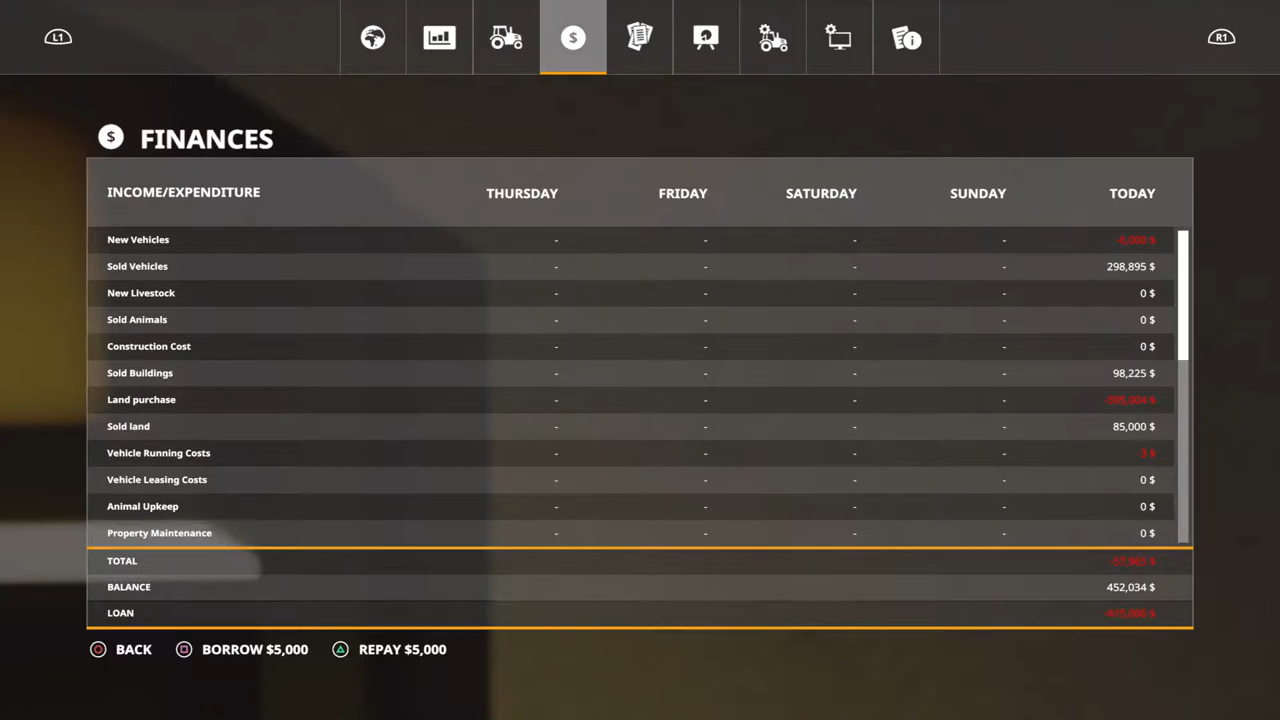 L1
R1
$
$ FINANCES
INCOME/EXPENDITURE THURSDAY FRIDAY SATURDAY SUNDAY TODAY
New Vehicles - - - - -8,000 $
Sold Vehicles - - - - 298,895 $
New Livestock - - - - 0 $
Sold Animals - - - - 0 $
Construction Cost - - - - 0 $
Sold Buildings - - - - 98,225 $
Land purchase - - - - $
Sold land - - - - 85,000 $
Vehicle Running Costs - - - - -3 $
Vehicle Leasing Costs - - - - 0 $
Animal Upkeep - - - - 0 $
Property Maintenance - - - - 0 $
TOTAL $
BALANCE 452,034 $
LOAN $
BACK BORROW $5,000 REPAY $5,000